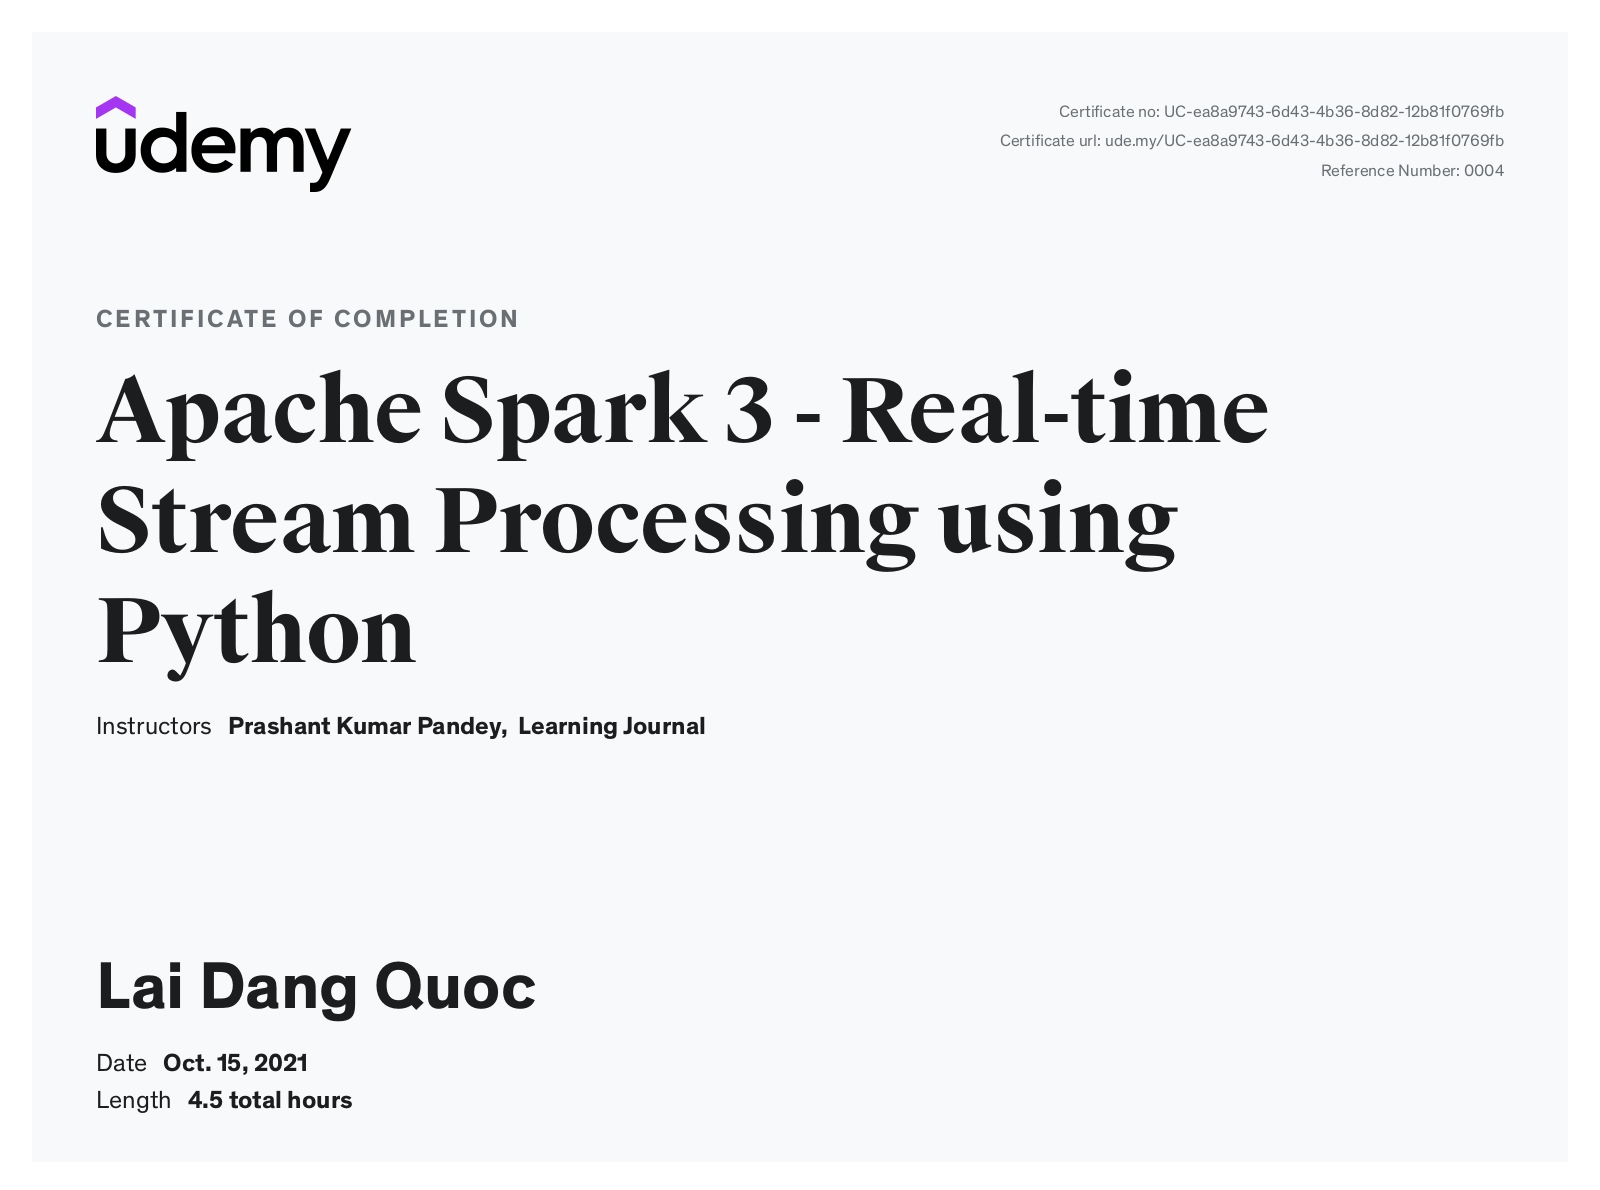 udemy
Certificate no: UC-ea8a9743-6d43-4b36-8d82-12b81f0769fb
Certificate url: ude.my/UC-ea8a9743-6d43-4b36-8d82-12b81f0769fb
Reference Number: 0004
CERTIFICATE OF COMPLETION
Apache Spark 3 - Real-time
Stream Processing using
Python
Instructors Prashant Kumar Pandey, Learning Journal
Lai Dang Quoc
Date Oct. 15, 2021
Length 4.5 total hours